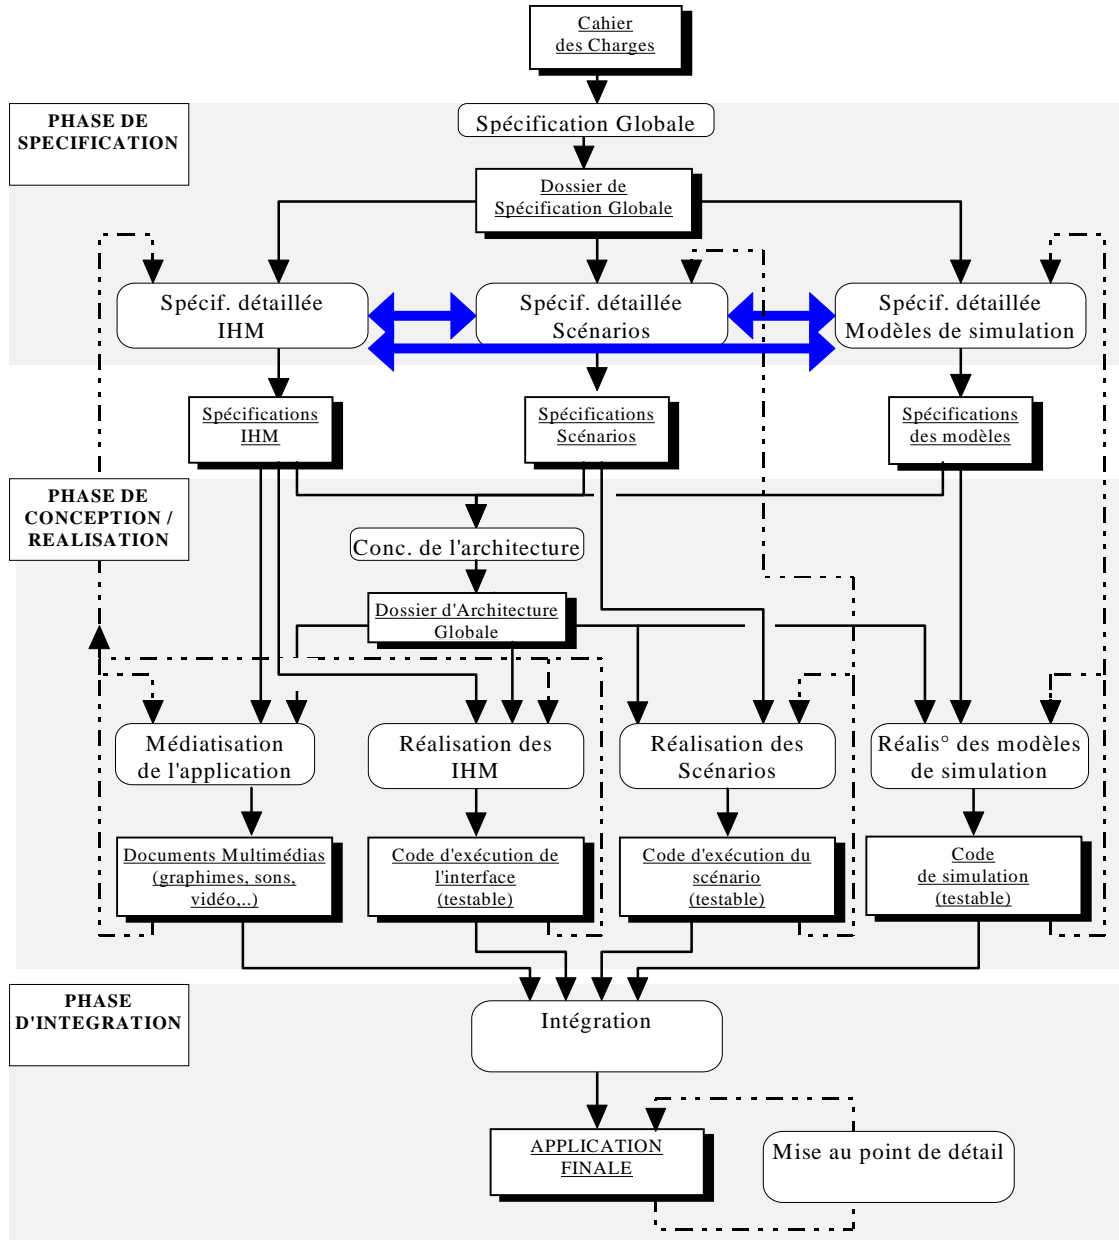 Cahier
des Charges
PHASE DE
SPECIFICATION
Spécification Globale
Dossier de
Spécification Globale
Spécif. détaillée
IHM
Spécif. détaillée
Scénarios
Spécif. détaillée
Modèles de simulation
Spécifications
IHM
Spécifications
Scénarios
Spécifications
des modèles
PHASE DE
CONCEPTION /
REALISATION
Conc. de l'architecture
Dossier d'Architecture
Globale
Médiatisation
de l'application
Réalisation des
IHM
Réalisation des
Scénarios
Réalis° des modèles
de simulation
Documents Multimédias
(graphimes, sons,
vidéo,..)
Code d'exécution de
l'interface
(testable)
Code d'exécution du
scénario
(testable)
Code
de simulation
(testable)
PHASE
D'INTEGRATION
Intégration
APPLICATION
FINALE
Mise au point de détail